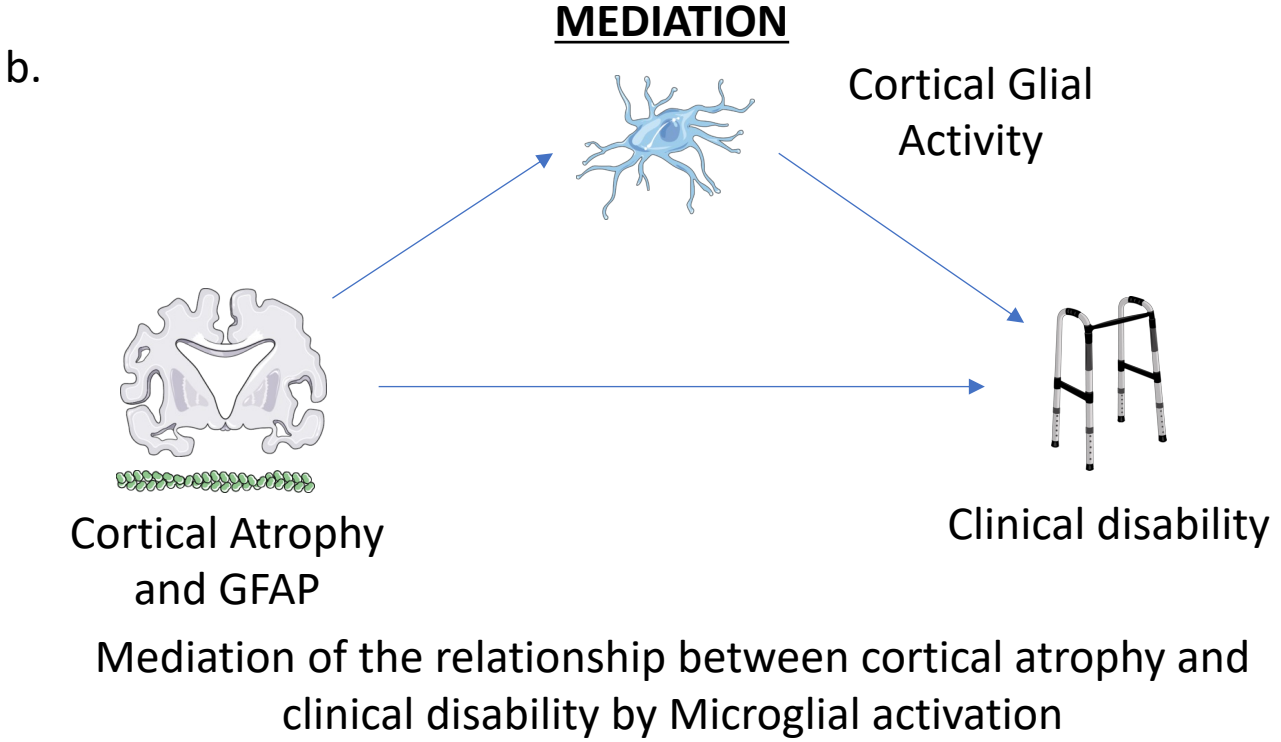 MEDIATION
b.
Cortical Glial
Activity
Cortical Atrophy
and GFAP
Clinical disability
Mediation of the relationship between cortical atrophy and
clinical disability by Microglial activation